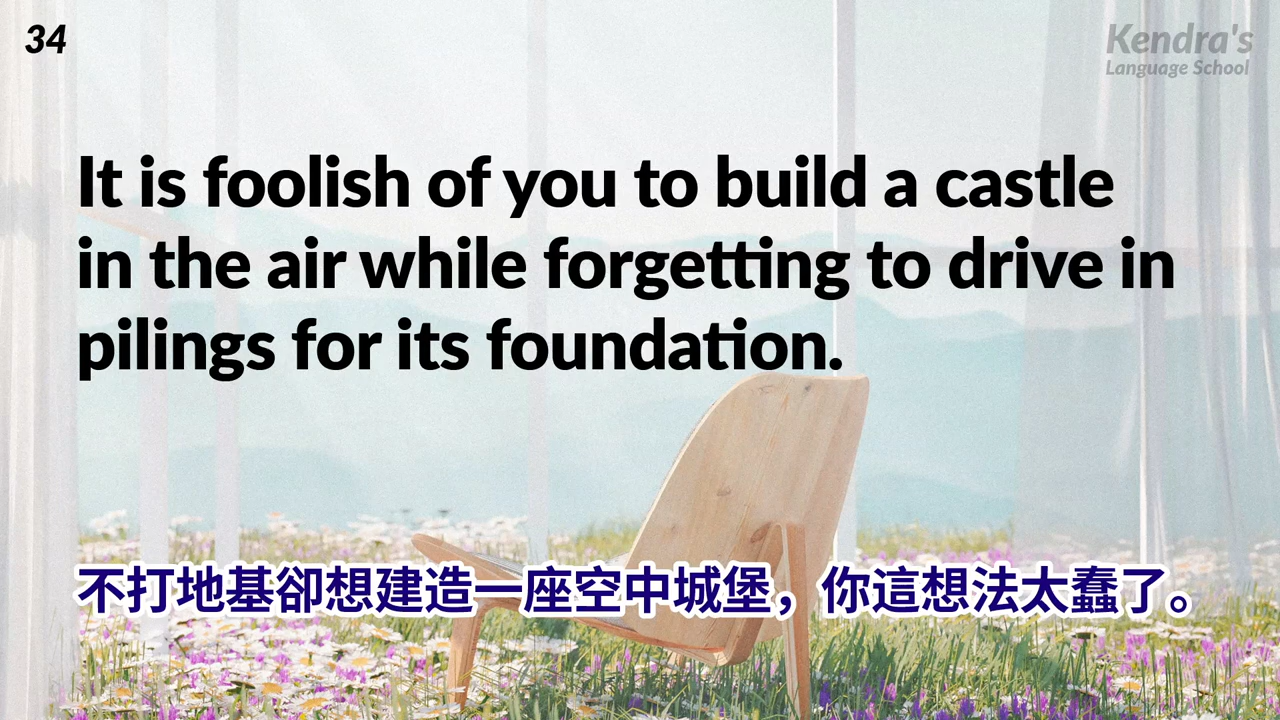 34
Kendra's
Language School
It is foolish of you to build a castle
in the air while forgetting to drive in
pilings for its foundation.
不打地基卻想建造一座空中城堡，你這想法太蠢了。